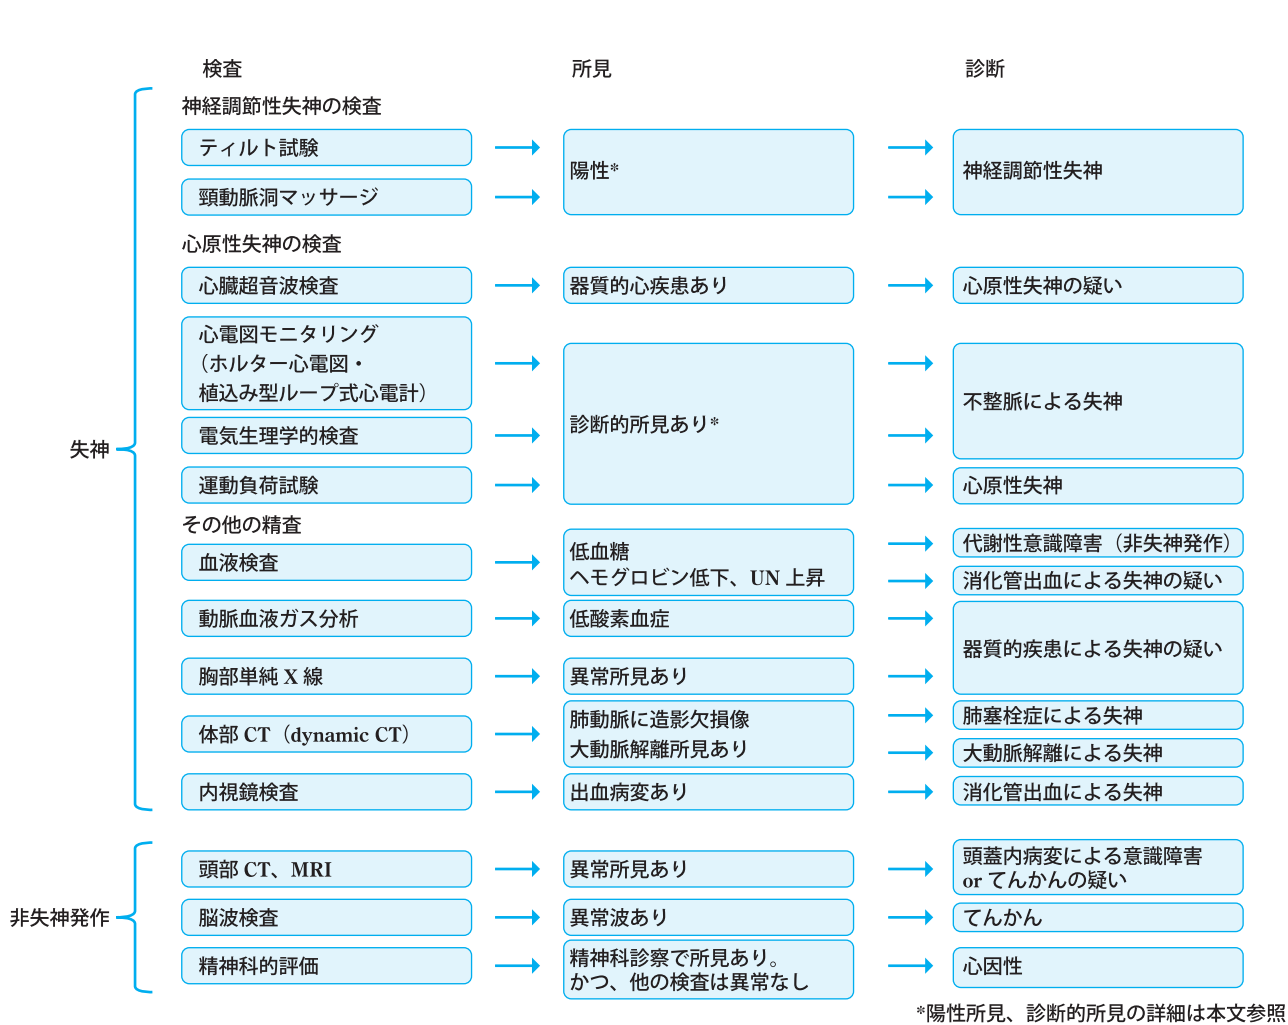 検査 所見 診断
神経調節性失神の検査
ティルト試験
頸動脈洞マッサージ
陽性*
神経調節性失神
心原性失神の検査
心臓超音波検査
器質的心疾患あり
心原性失神の疑い
心電図モニタリング
（ホルター心電図・
植込み型ループ式心電計）
電気生理学的検査
運動負荷試験
診断的所見あり*
不整脈による失神
心原性失神
失神
その他の精査
血液検査
低血糖
ヘモグロビン低下、UN 上昇
代謝性意識障害（非失神発作）
消化管出血による失神の疑い
動脈血液ガス分析
低酸素血症
器質的疾患による失神の疑い
胸部単純 X 線
異常所見あり
体部 CT（dynamic CT）
肺動脈に造影欠損像
大動脈解離所見あり
肺塞栓症による失神
大動脈解離による失神
内視鏡検査
出血病変あり
消化管出血による失神
非失神発作
頭部 CT、MRI
異常所見あり
頭蓋内病変による意識障害
or てんかんの疑い
脳波検査
異常波あり
てんかん
精神科的評価
精神科診察で所見あり。
かつ、他の検査は異常なし
心因性
*陽性所見、診断的所見の詳細は本文参照